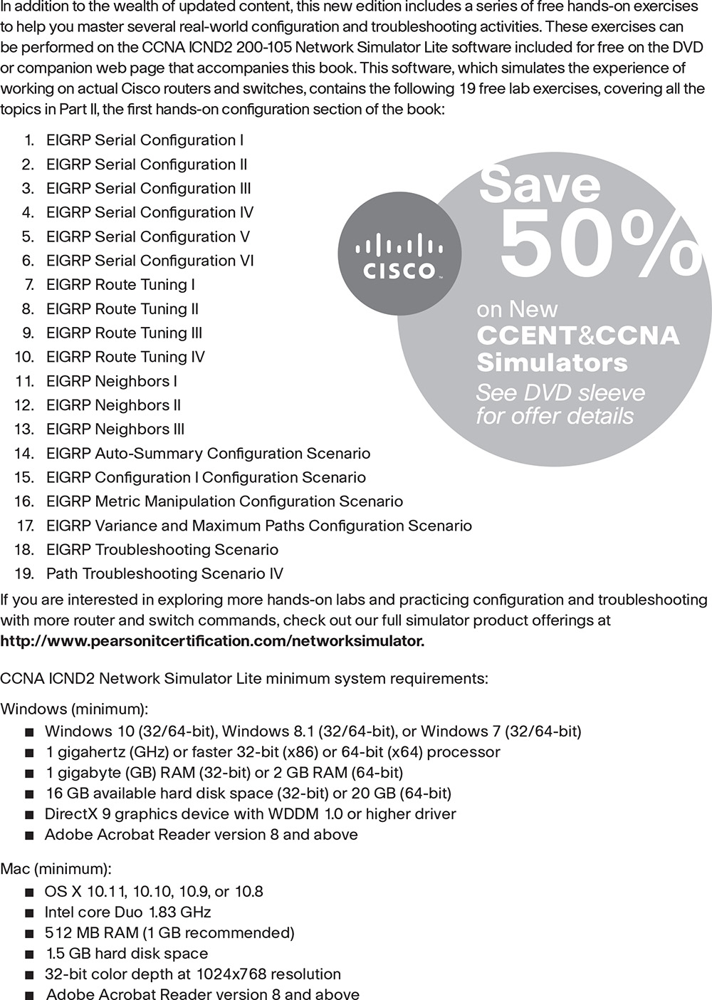 In addition to the wealth of updated content, this new edition includes a series of free hands-on exercises
to help you master several real-world configuration and troubleshooting activities. These exercises can
be performed on the CCNA ICND2 200-105 Network Simulator Lite software included for free on the DVD
or companion web page that accompanies this book. This software, which simulates the experience of
working on actual Cisco routers and switches, contains the following 19 free lab exercises, covering all the
topics in Part II, the first hands-on configuration section of the book:
1. EIGRP Serial Configuration I
2. EIGRP Serial Configuration II
3. EIGRP Serial Configuration III
4. EIGRP Serial Configuration IV
5. EIGRP Serial Configuration V
6. EIGRP Serial Configuration VI
7. EIGRP Route Tuning I
8. EIGRP Route Tuning II
9. EIGRP Route Tuning III
10. EIGRP Route Tuning IV
11. EIGRP Neighbors I
12. EIGRP Neighbors II
13. EIGRP Neighbors III
14. EIGRP Auto-Summary Configuration Scenario
15. EIGRP Configuration I Configuration Scenario
16. EIGRP Metric Manipulation Configuration Scenario
17. EIGRP Variance and Maximum Paths Configuration Scenario
18. EIGRP Troubleshooting Scenario
19. Path Troubleshooting Scenario IV
CISCO™
Save
50%
on New
CCENT&CCNA
Simulators
See DVD sleeve
for offer details
If you are interested in exploring more hands-on labs and practicing configuration and troubleshooting
with more router and switch commands, check out our full simulator product offerings at
http://www.pearsonitcertification.com/networksimulator.
CCNA ICND2 Network Simulator Lite minimum system requirements:
Windows (minimum):
■ Windows 10 (32/64-bit), Windows 8.1 (32/64-bit), or Windows 7 (32/64-bit)
■ 1 gigahertz (GHz) or faster 32-bit (x86) or 64-bit (x64) processor
■ 1 gigabyte (GB) RAM (32-bit) or 2 GB RAM (64-bit)
■ 16 GB available hard disk space (32-bit) or 20 GB (64-bit)
■ DirectX 9 graphics device with WDDM 1.0 or higher driver
■ Adobe Acrobat Reader version 8 and above
Mac (minimum):
■ OS X 10.11, 10.10, 10.9, or 10.8
■ Intel core Duo 1.83 GHz
■ 512 MB RAM (1 GB recommended)
■ 1.5 GB hard disk space
■ 32-bit color depth at 1024x768 resolution
■ Adobe Acrobat Reader version 8 and above